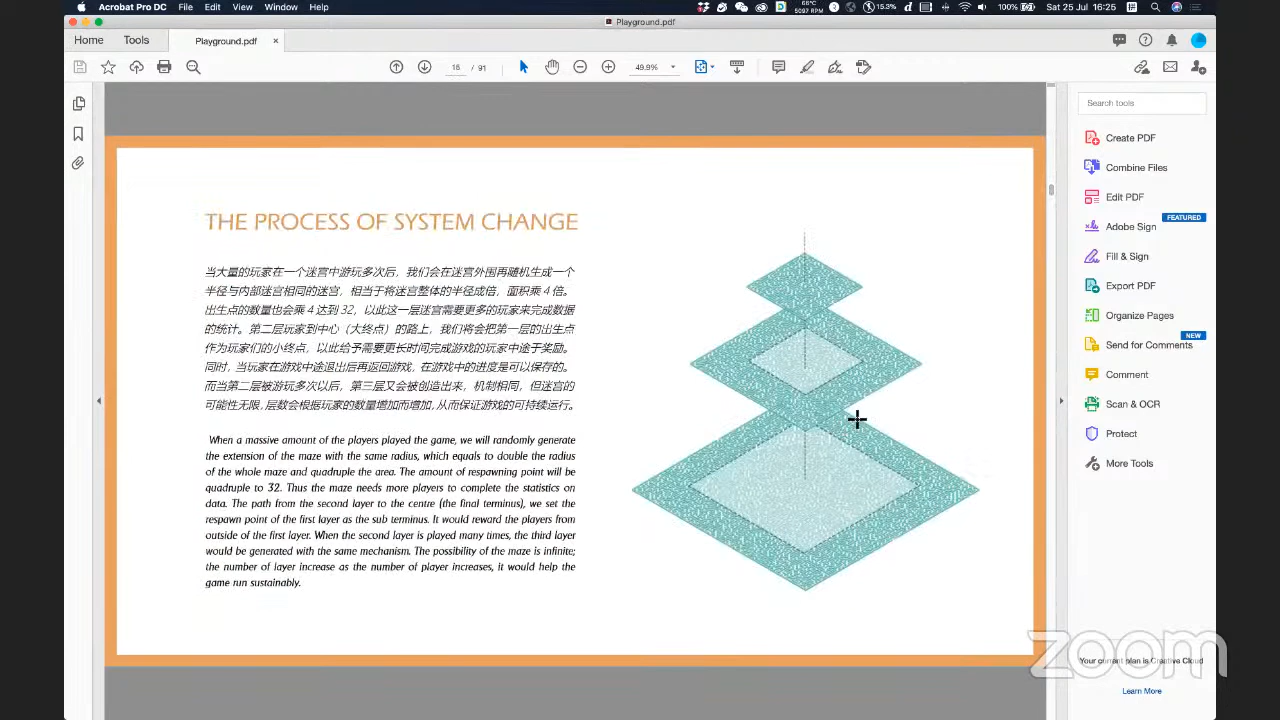 Acrobat Pro DC File Edit View Window Help
66°C 5097 RPM 15.3% 100% Sat 25 Jul 16:25
Playground.pdf
Home Tools Playground.pdf ×
16 / 91 49.9%
Search tools
Create PDF
Combine Files
Edit PDF
FEATURED
Adobe Sign
Fill & Sign
Export PDF
Organize Pages
NEW
Send for Comments
Comment
Scan & OCR
Protect
More Tools
THE PROCESS OF SYSTEM CHANGE
当大量的玩家在一个迷宫中游玩多次后，我们会在迷宫外围再随机生成一个
半径与内部迷宫相同的迷宫，相当于将迷宫整体的半径成倍，面积乘 4 倍。
出生点的数量也会乘 4 达到 32，以此这一层迷宫需要更多的玩家来完成数据
的统计。第二层玩家到中心（大终点）的路上，我们将会把第一层的出生点
作为玩家们的小终点，以此给予需要更长时间完成游戏的玩家中途于奖励。
同时，当玩家在游戏中途退出后再返回游戏，在游戏中的进度是可以保存的。
而当第二层被游玩多次以后，第三层又会被创造出来，机制相同，但迷宫的
可能性无限，层数会根据玩家的数量增加而增加，从而保证游戏的可持续运行。
When a massive amount of the players played the game, we will randomly generate
the extension of the maze with the same radius, which equals to double the radius
of the whole maze and quadruple the area. The amount of respawning point will be
quadruple to 32. Thus the maze needs more players to complete the statistics on
data. The path from the second layer to the centre (the final terminus), we set the
respawn point of the first layer as the sub terminus. It would reward the players from
outside of the first layer. When the second layer is played many times, the third layer
would be generated with the same mechanism. The possibility of the maze is infinite;
the number of layer increase as the number of player increases, it would help the
game run sustainably.
zoom
Your current plan is Creative Cloud
Learn More